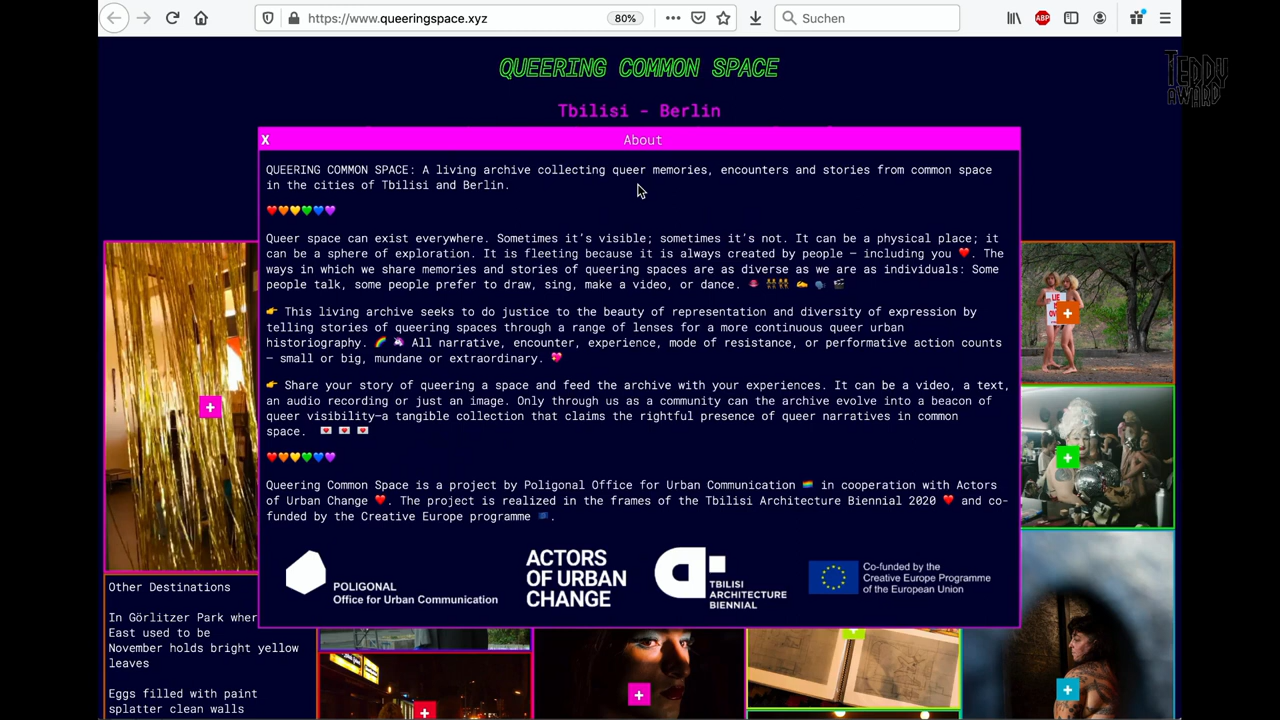 https://www.queeringspace.xyz
80%
Suchen
ABP
TEDDY
AWARD
QUEERING COMMON SPACE
Tbilisi - Berlin
X
About
QUEERING COMMON SPACE: A living archive collecting queer memories, encounters and stories from common space
in the cities of Tbilisi and Berlin.
Queer space can exist everywhere. Sometimes it's visible; sometimes it's not. It can be a physical place; it
can be a sphere of exploration. It is fleeting because it is always created by people – including you ❤️. The
ways in which we share memories and stories of queering spaces are as diverse as we are as individuals: Some
people talk, some people prefer to draw, sing, make a video, or dance.
👉 This living archive seeks to do justice to the beauty of representation and diversity of expression by
telling stories of queering spaces through a range of lenses for a more continuous queer urban
historiography. 🌈 🦄 All narrative, encounter, experience, mode of resistance, or performative action counts
– small or big, mundane or extraordinary. 💖
👉 Share your story of queering a space and feed the archive with your experiences. It can be a video, a text,
an audio recording or just an image. Only through us as a community can the archive evolve into a beacon of
queer visibility—a tangible collection that claims the rightful presence of queer narratives in common
space. 💌 💌 💌
Queering Common Space is a project by Poligonal Office for Urban Communication in cooperation with Actors
of Urban Change ❤️. The project is realized in the frames of the Tbilisi Architecture Biennial 2020 ❤️ and co-
funded by the Creative Europe programme 🇪🇺.
POLIGONAL
Office for Urban Communication
ACTORS
OF URBAN
CHANGE
TBILISI
ARCHITECTURE
BIENNIAL
Co-funded by the
Creative Europe Programme
of the European Union
LIE
Other Destinations
In Görlitzer Park
East used to be
November holds bright yellow
leaves
Eggs filled with paint
splatter clean walls